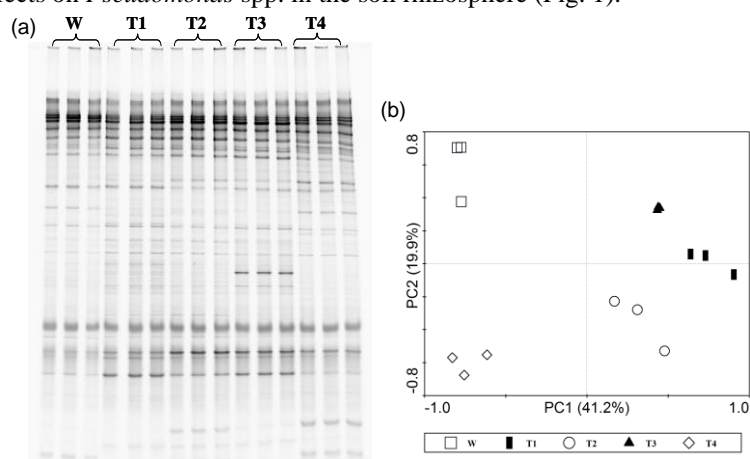 effects on Pseudomonas spp. in the soil rhizosphere (Fig. 1).
(a)
W T1 T2 T3 T4
(b)
0.8
PC2 (19.9%)
-0.8
-1.0 PC1 (41.2%) 1.0
W T1 T2 T3 T4